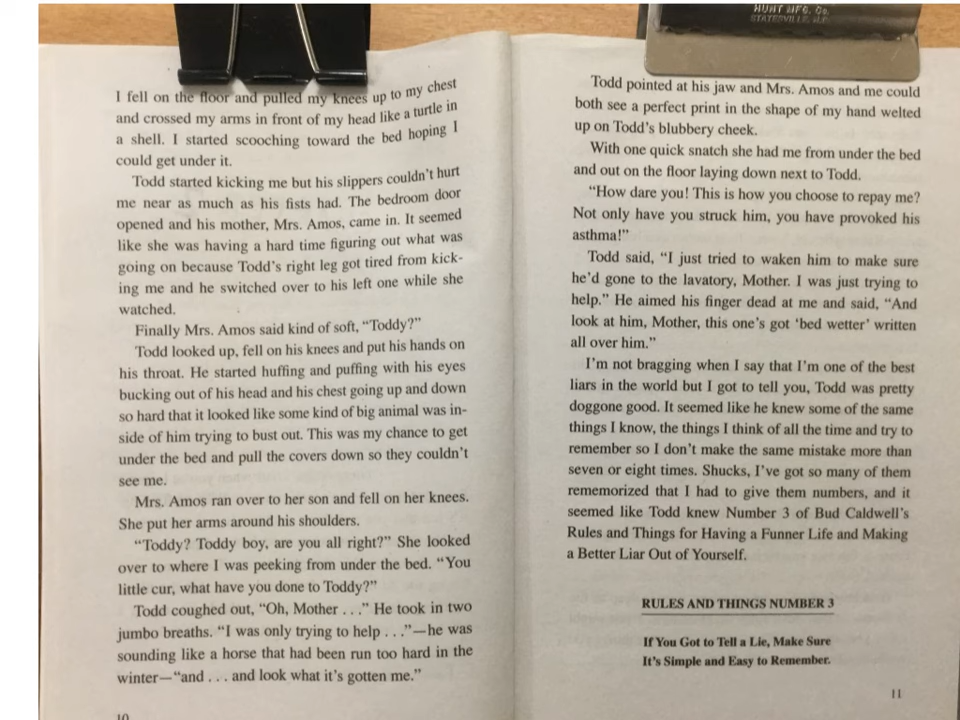 HUNT MFG. Co.
STATESVILLE, N.C.
I fell on the floor and pulled my knees up to my chest
and crossed my arms in front of my head like a turtle in
a shell. I started scooching toward the bed hoping I
could get under it.
Todd started kicking me but his slippers couldn't hurt
me near as much as his fists had. The bedroom door
opened and his mother, Mrs. Amos, came in. It seemed
like she was having a hard time figuring out what was
going on because Todd's right leg got tired from kick-
ing me and he switched over to his left one while she
watched.
Finally Mrs. Amos said kind of soft, "Toddy?"
Todd looked up, fell on his knees and put his hands on
his throat. He started huffing and puffing with his eyes
bucking out of his head and his chest going up and down
so hard that it looked like some kind of big animal was in-
side of him trying to bust out. This was my chance to get
under the bed and pull the covers down so they couldn't
see me.
Mrs. Amos ran over to her son and fell on her knees.
She put her arms around his shoulders.
"Toddy? Toddy boy, are you all right?" She looked
over to where I was peeking from under the bed. "You
little cur, what have you done to Toddy?"
Todd coughed out, "Oh, Mother . . ." He took in two
jumbo breaths. "I was only trying to help . . ."—he was
sounding like a horse that had been run too hard in the
winter—"and . . . and look what it's gotten me."
10
Todd pointed at his jaw and Mrs. Amos and me could
both see a perfect print in the shape of my hand welted
up on Todd's blubbery cheek.
With one quick snatch she had me from under the bed
and out on the floor laying down next to Todd.
"How dare you! This is how you choose to repay me?
Not only have you struck him, you have provoked his
asthma!"
Todd said, "I just tried to waken him to make sure
he'd gone to the lavatory, Mother. I was just trying to
help." He aimed his finger dead at me and said, "And
look at him, Mother, this one's got 'bed wetter' written
all over him."
I'm not bragging when I say that I'm one of the best
liars in the world but I got to tell you, Todd was pretty
doggone good. It seemed like he knew some of the same
things I know, the things I think of all the time and try to
remember so I don't make the same mistake more than
seven or eight times. Shucks, I've got so many of them
rememorized that I had to give them numbers, and it
seemed like Todd knew Number 3 of Bud Caldwell's
Rules and Things for Having a Funner Life and Making
a Better Liar Out of Yourself.
RULES AND THINGS NUMBER 3
If You Got to Tell a Lie, Make Sure
It's Simple and Easy to Remember.
11